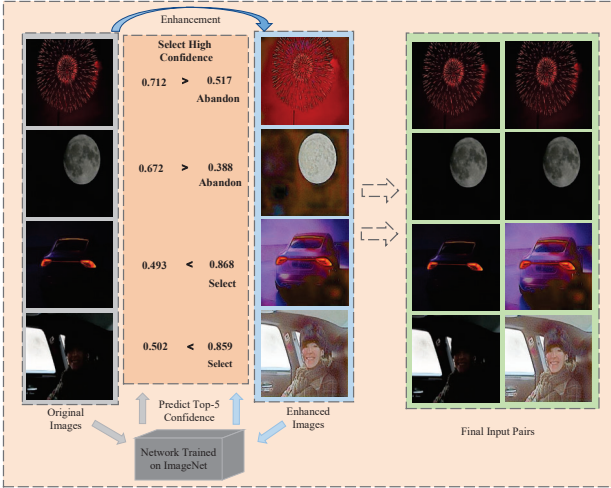 Enhancement
Select High
Confidence
0.712 > 0.517
Abandon
0.672 > 0.388
Abandon
0.493 < 0.868
Select
0.502 < 0.859
Select
Original
Images
Predict Top-5
Confidence
Enhanced
Images
Network Trained
on ImageNet
Final Input Pairs